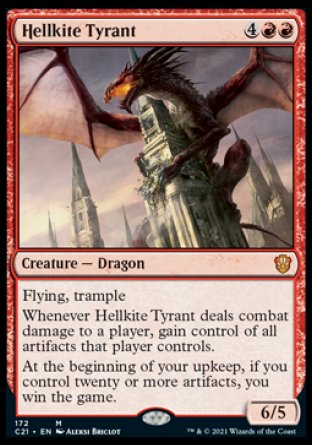 Hellkite Tyrant 4
Creature — Dragon
Flying, trample
Whenever Hellkite Tyrant deals combat
damage to a player, gain control of all
artifacts that player controls.
At the beginning of your upkeep, if you
control twenty or more artifacts, you
win the game.
6/5
172 M
C21 • EN ALEKSI BRICLOT
™ & © 2021 Wizards of the Coast